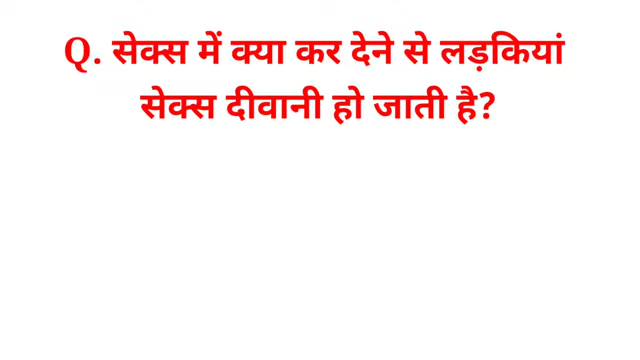 Q. सेक्स में क्या कर देने से लड़कियां
सेक्स दीवानी हो जाती है?